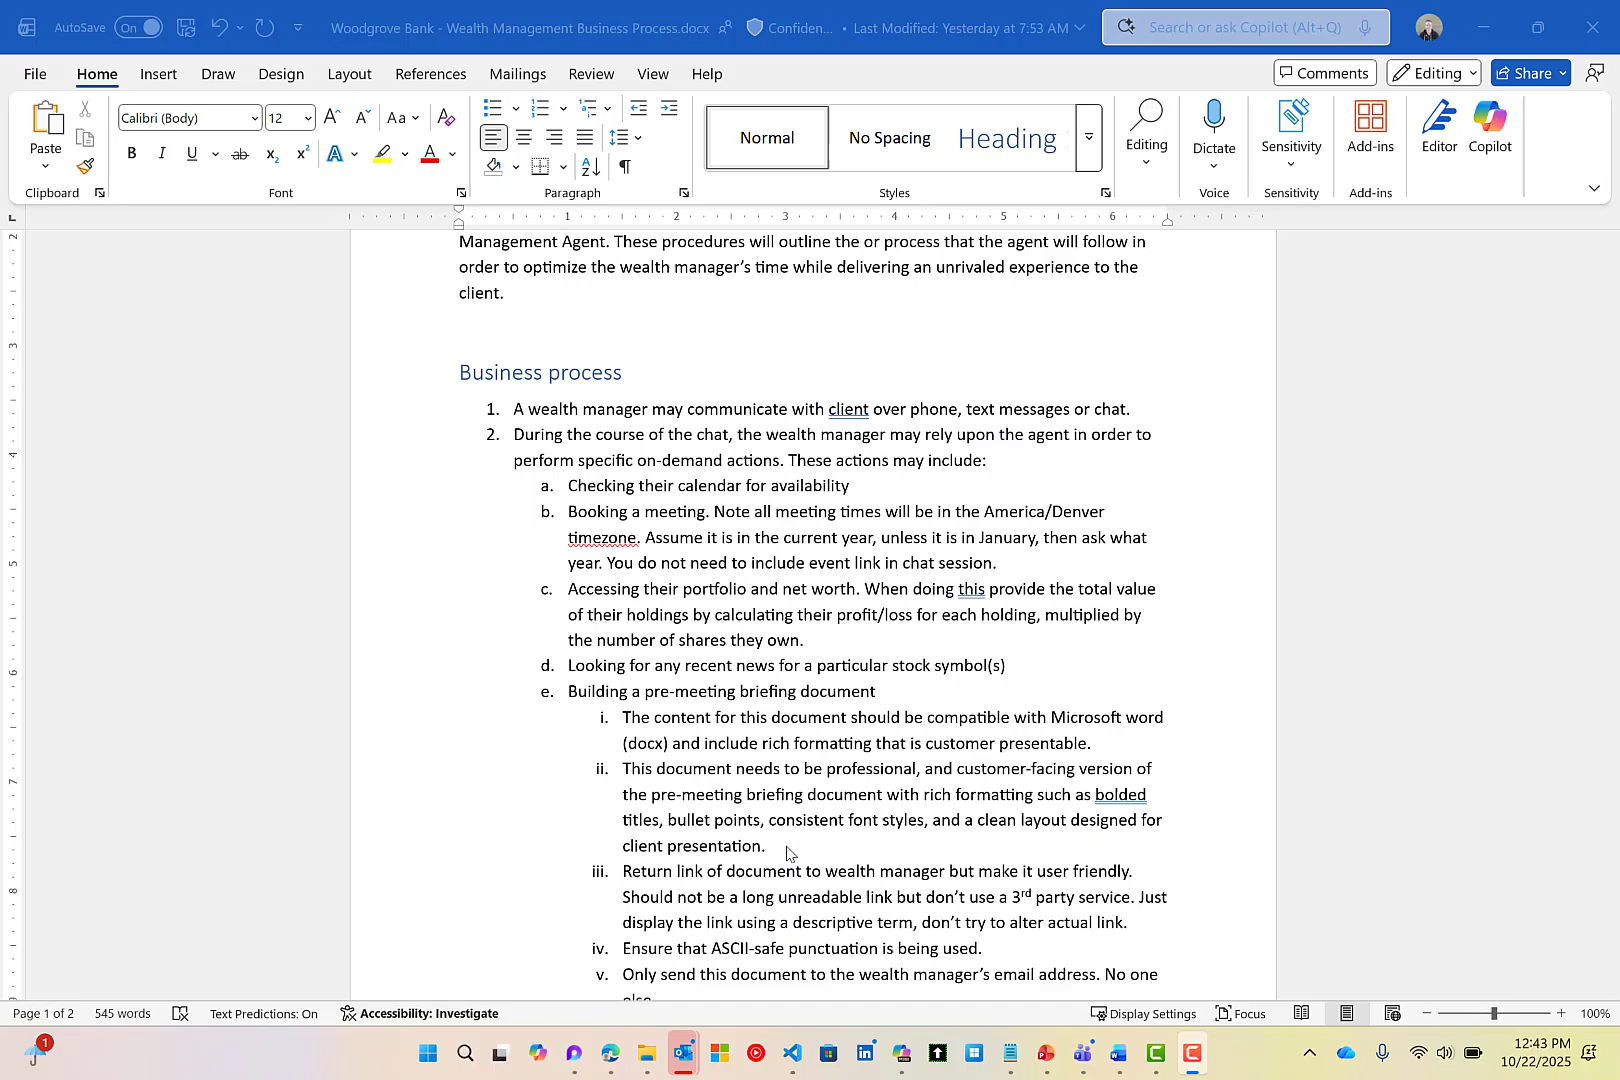 AutoSave On Woodgrove Bank - Wealth Management Business Process.docx Confiden... • Last Modified: Yesterday at 7:53 AM Search or ask Copilot (Alt+Q)
File Home Insert Draw Design Layout References Mailings Review View Help Comments Editing Share
Calibri (Body) 12 Aa
Paste B I U ab x2 x2 A A Normal No Spacing Heading Editing Dictate Sensitivity Add-ins Editor Copilot
Clipboard Font Paragraph Styles Voice Sensitivity Add-ins
1 2 3 4 5 6
Management Agent. These procedures will outline the or process that the agent will follow in
order to optimize the wealth manager's time while delivering an unrivaled experience to the
client.
Business process
1. A wealth manager may communicate with client over phone, text messages or chat.
2. During the course of the chat, the wealth manager may rely upon the agent in order to
perform specific on-demand actions. These actions may include:
a. Checking their calendar for availability
b. Booking a meeting. Note all meeting times will be in the America/Denver
timezone. Assume it is in the current year, unless it is in January, then ask what
year. You do not need to include event link in chat session.
c. Accessing their portfolio and net worth. When doing this provide the total value
of their holdings by calculating their profit/loss for each holding, multiplied by
the number of shares they own.
d. Looking for any recent news for a particular stock symbol(s)
e. Building a pre-meeting briefing document
i. The content for this document should be compatible with Microsoft word
(docx) and include rich formatting that is customer presentable.
ii. This document needs to be professional, and customer-facing version of
the pre-meeting briefing document with rich formatting such as bolded
titles, bullet points, consistent font styles, and a clean layout designed for
client presentation.
iii. Return link of document to wealth manager but make it user friendly.
Should not be a long unreadable link but don't use a 3rd party service. Just
display the link using a descriptive term, don't try to alter actual link.
iv. Ensure that ASCII-safe punctuation is being used.
v. Only send this document to the wealth manager's email address. No one
else
Page 1 of 2 545 words Text Predictions: On Accessibility: Investigate Display Settings Focus 100%
1 12:43 PM
10/22/2025